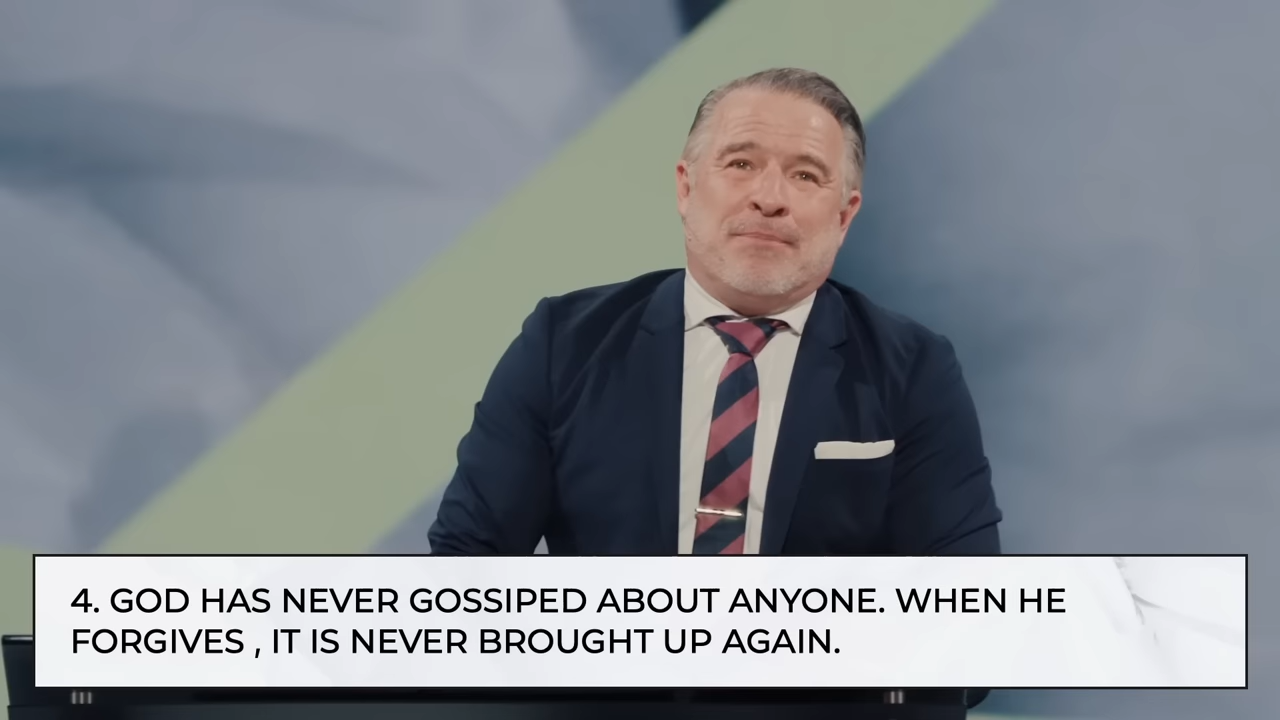 4. GOD HAS NEVER GOSSIPED ABOUT ANYONE. WHEN HE
FORGIVES , IT IS NEVER BROUGHT UP AGAIN.